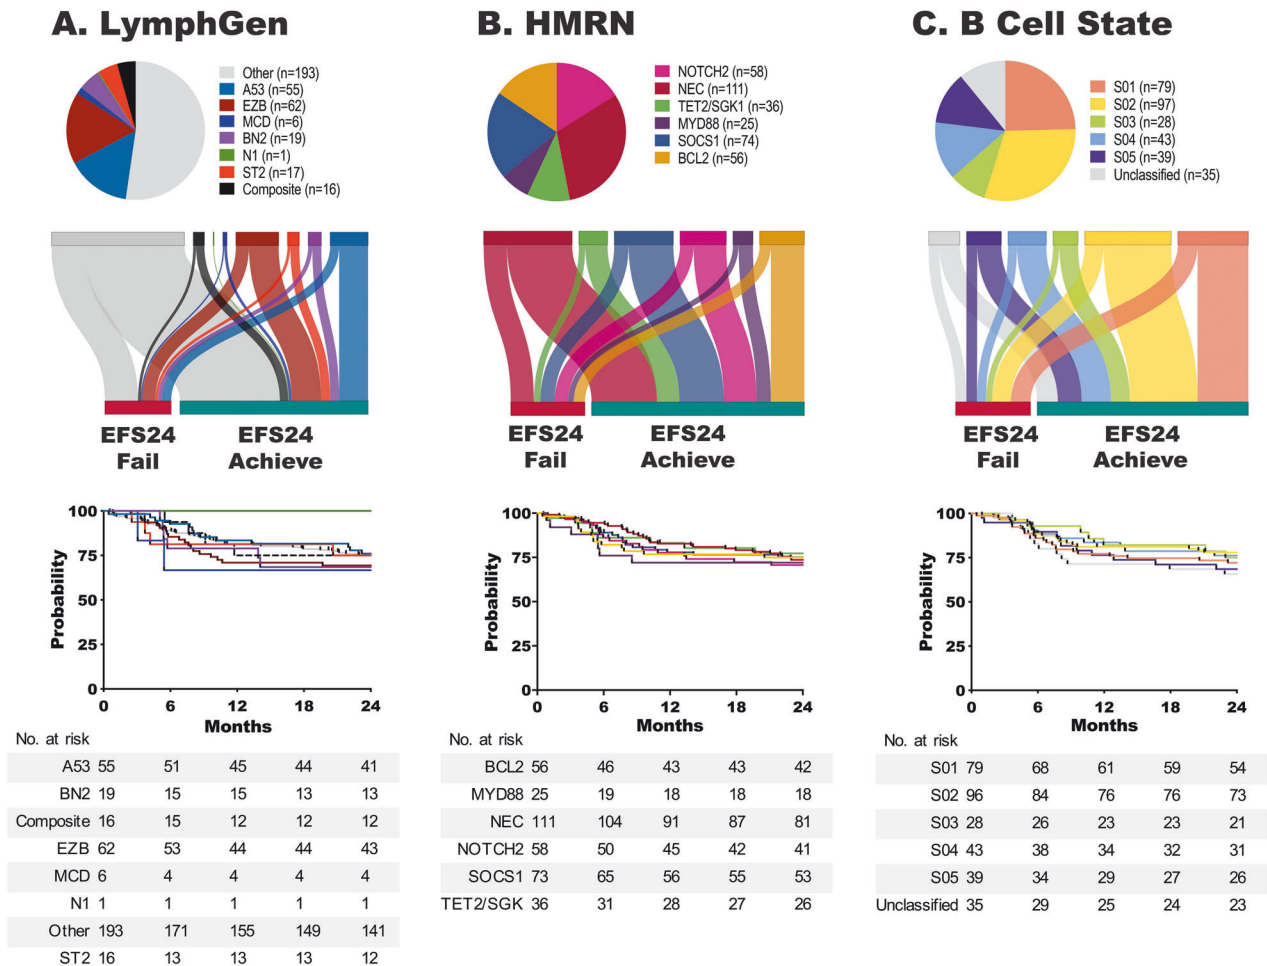 A. LymphGen
Other (n=193)
A53 (n=55)
EZB (n=62)
MCD (n=6)
BN2 (n=19)
N1 (n=1)
ST2 (n=17)
Composite (n=16)
EFS24 Fail
EFS24 Achieve
Probability
100
75
50
25
0
0 6 12 18 24
Months
No. at risk
A53 55 51 45 44 41
BN2 19 15 15 13 13
Composite 16 15 12 12 12
EZB 62 53 44 44 43
MCD 6 4 4 4 4
N1 1 1 1 1 1
Other 193 171 155 149 141
ST2 16 13 13 13 12
B. HMRN
NOTCH2 (n=58)
NEC (n=111)
TET2/SGK1 (n=36)
MYD88 (n=25)
SOCS1 (n=74)
BCL2 (n=56)
EFS24 Fail
EFS24 Achieve
Probability
100
75
50
25
0
0 6 12 18 24
Months
No. at risk
BCL2 56 46 43 43 42
MYD88 25 19 18 18 18
NEC 111 104 91 87 81
NOTCH2 58 50 45 42 41
SOCS1 73 65 56 55 53
TET2/SGK 36 31 28 27 26
C. B Cell State
S01 (n=79)
S02 (n=97)
S03 (n=28)
S04 (n=43)
S05 (n=39)
Unclassified (n=35)
EFS24 Fail
EFS24 Achieve
Probability
100
75
50
25
0
0 6 12 18 24
Months
No. at risk
S01 79 68 61 59 54
S02 96 84 76 76 73
S03 28 26 23 23 21
S04 43 38 34 32 31
S05 39 34 29 27 26
Unclassified 35 29 25 24 23